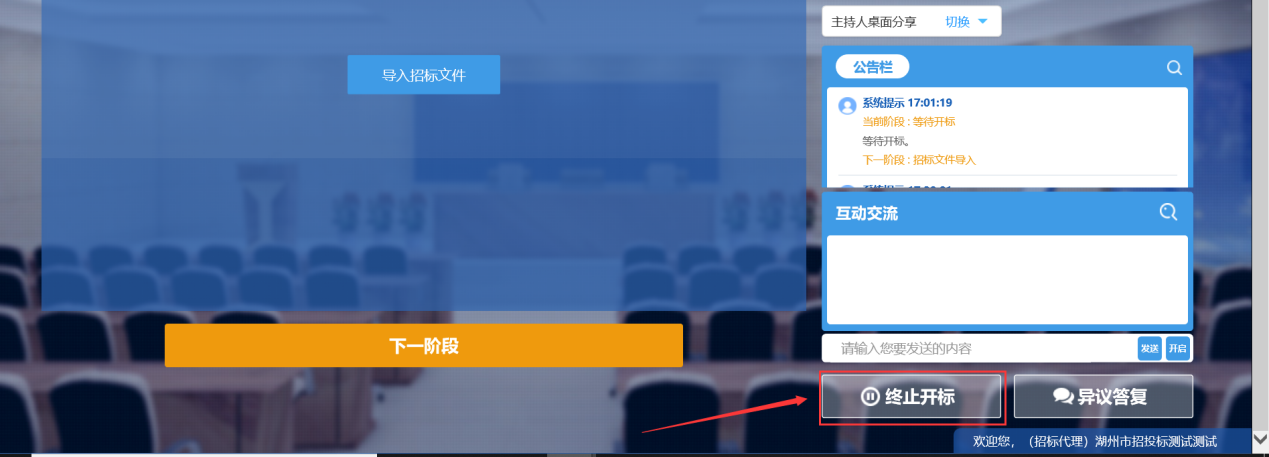 主持人桌面分享 切换
导入招标文件
公告栏
系统提示 17:01:19
当前阶段 : 等待开标
等待开标。
下一阶段 : 招标文件导入
互动交流
下一阶段
请输入您要发送的内容 发送 开启
终止开标 异议答复
欢迎您，（招标代理）湖州市招投标测试测试